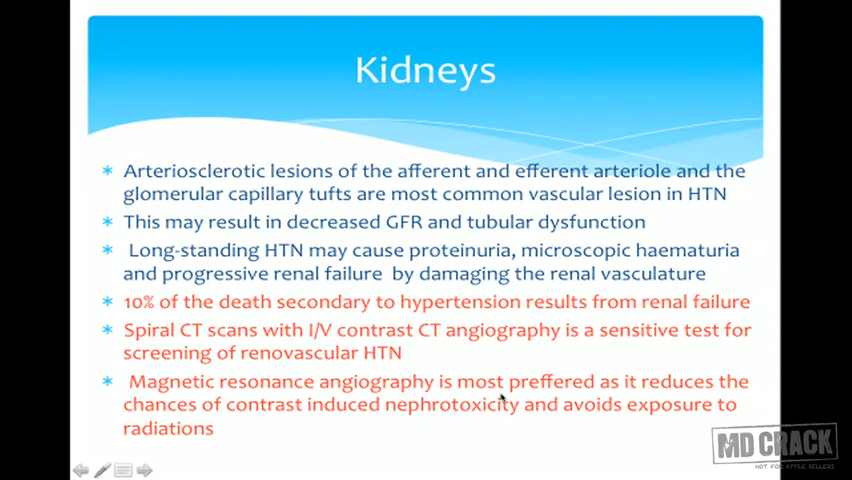 Kidneys
* Arteriosclerotic lesions of the afferent and efferent arteriole and the
glomerular capillary tufts are most common vascular lesion in HTN
* This may result in decreased GFR and tubular dysfunction
* Long-standing HTN may cause proteinuria, microscopic haematuria
and progressive renal failure by damaging the renal vasculature
* 10% of the death secondary to hypertension results from renal failure
* Spiral CT scans with I/V contrast CT angiography is a sensitive test for
screening of renovascular HTN
* Magnetic resonance angiography is most preffered as it reduces the
chances of contrast induced nephrotoxicity and avoids exposure to
radiations
MD CRACK
NOT FOR APPLE SELLERS